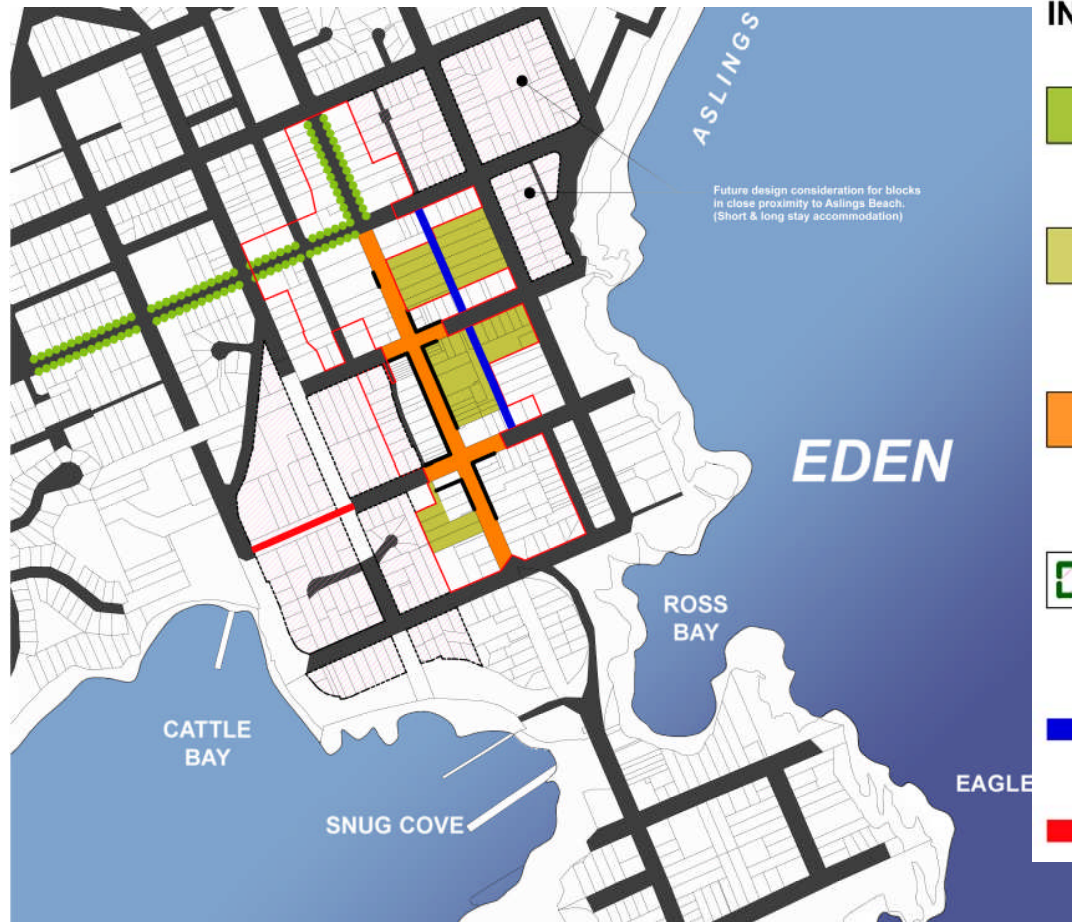 IN
ASLINGS
Future design consideration for blocks
in close proximity to Aslings Beach.
(Short & long stay accommodation)
EDEN
ROSS
BAY
CATTLE
BAY
EAGLE
SNUG COVE